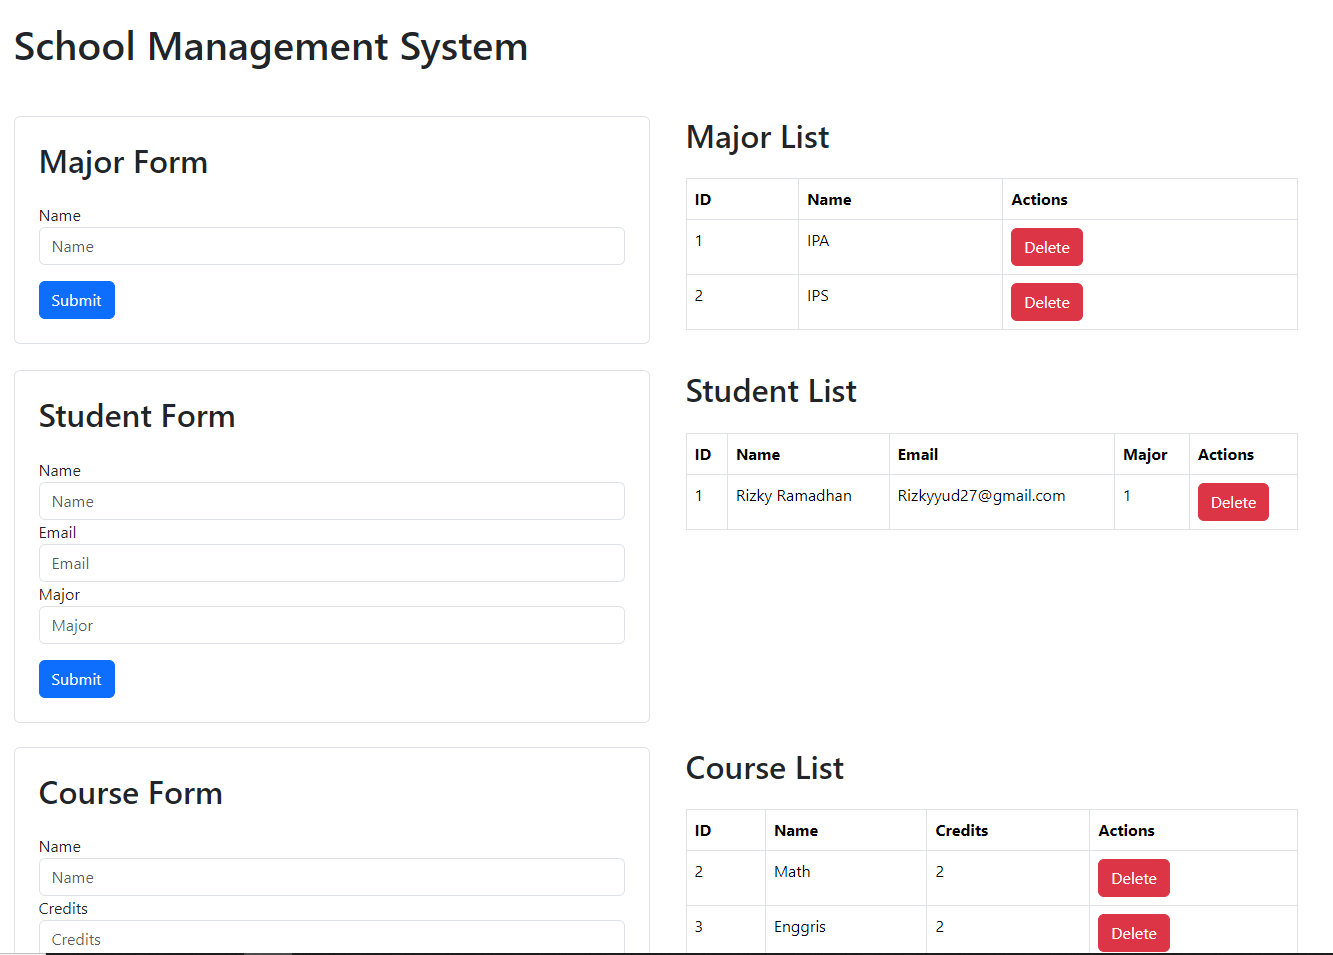 School Management System
Major Form
Name
Name
Submit
Major List
ID Name Actions
1 IPA Delete
2 IPS Delete
Student Form
Name
Name
Email
Email
Major
Major
Submit
Student List
ID Name Email Major Actions
1 Rizky Ramadhan Rizkyyud27@gmail.com 1 Delete
Course Form
Name
Name
Credits
Credits
Course List
ID Name Credits Actions
2 Math 2 Delete
3 Enggris 2 Delete